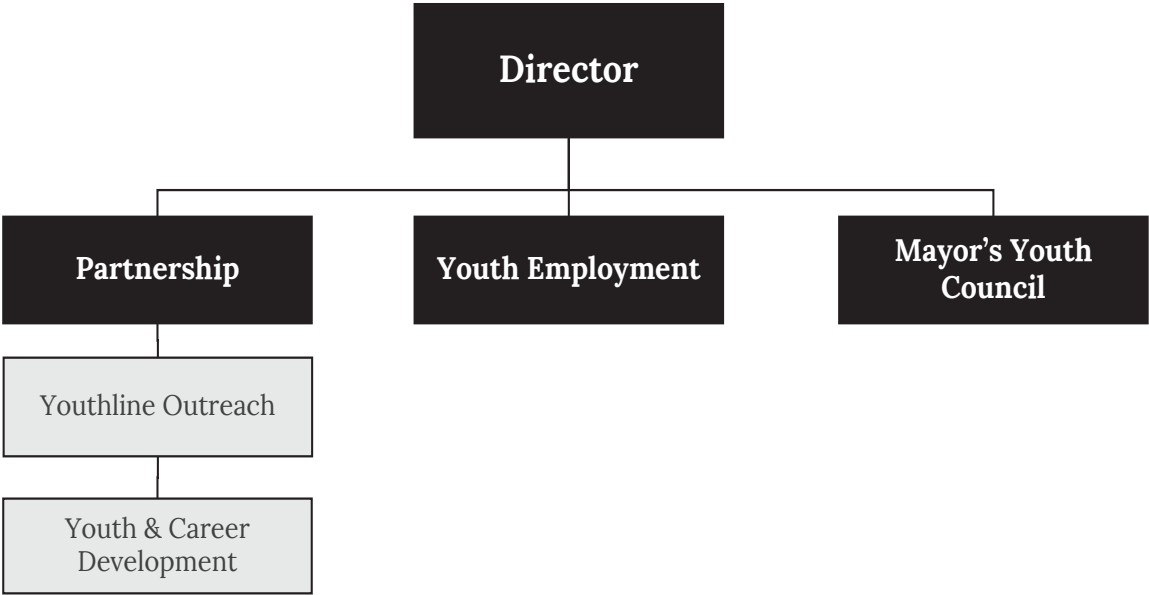 Director
Partnership
Youth Employment
Mayor’s Youth
Council
Youthline Outreach
Youth & Career
Development